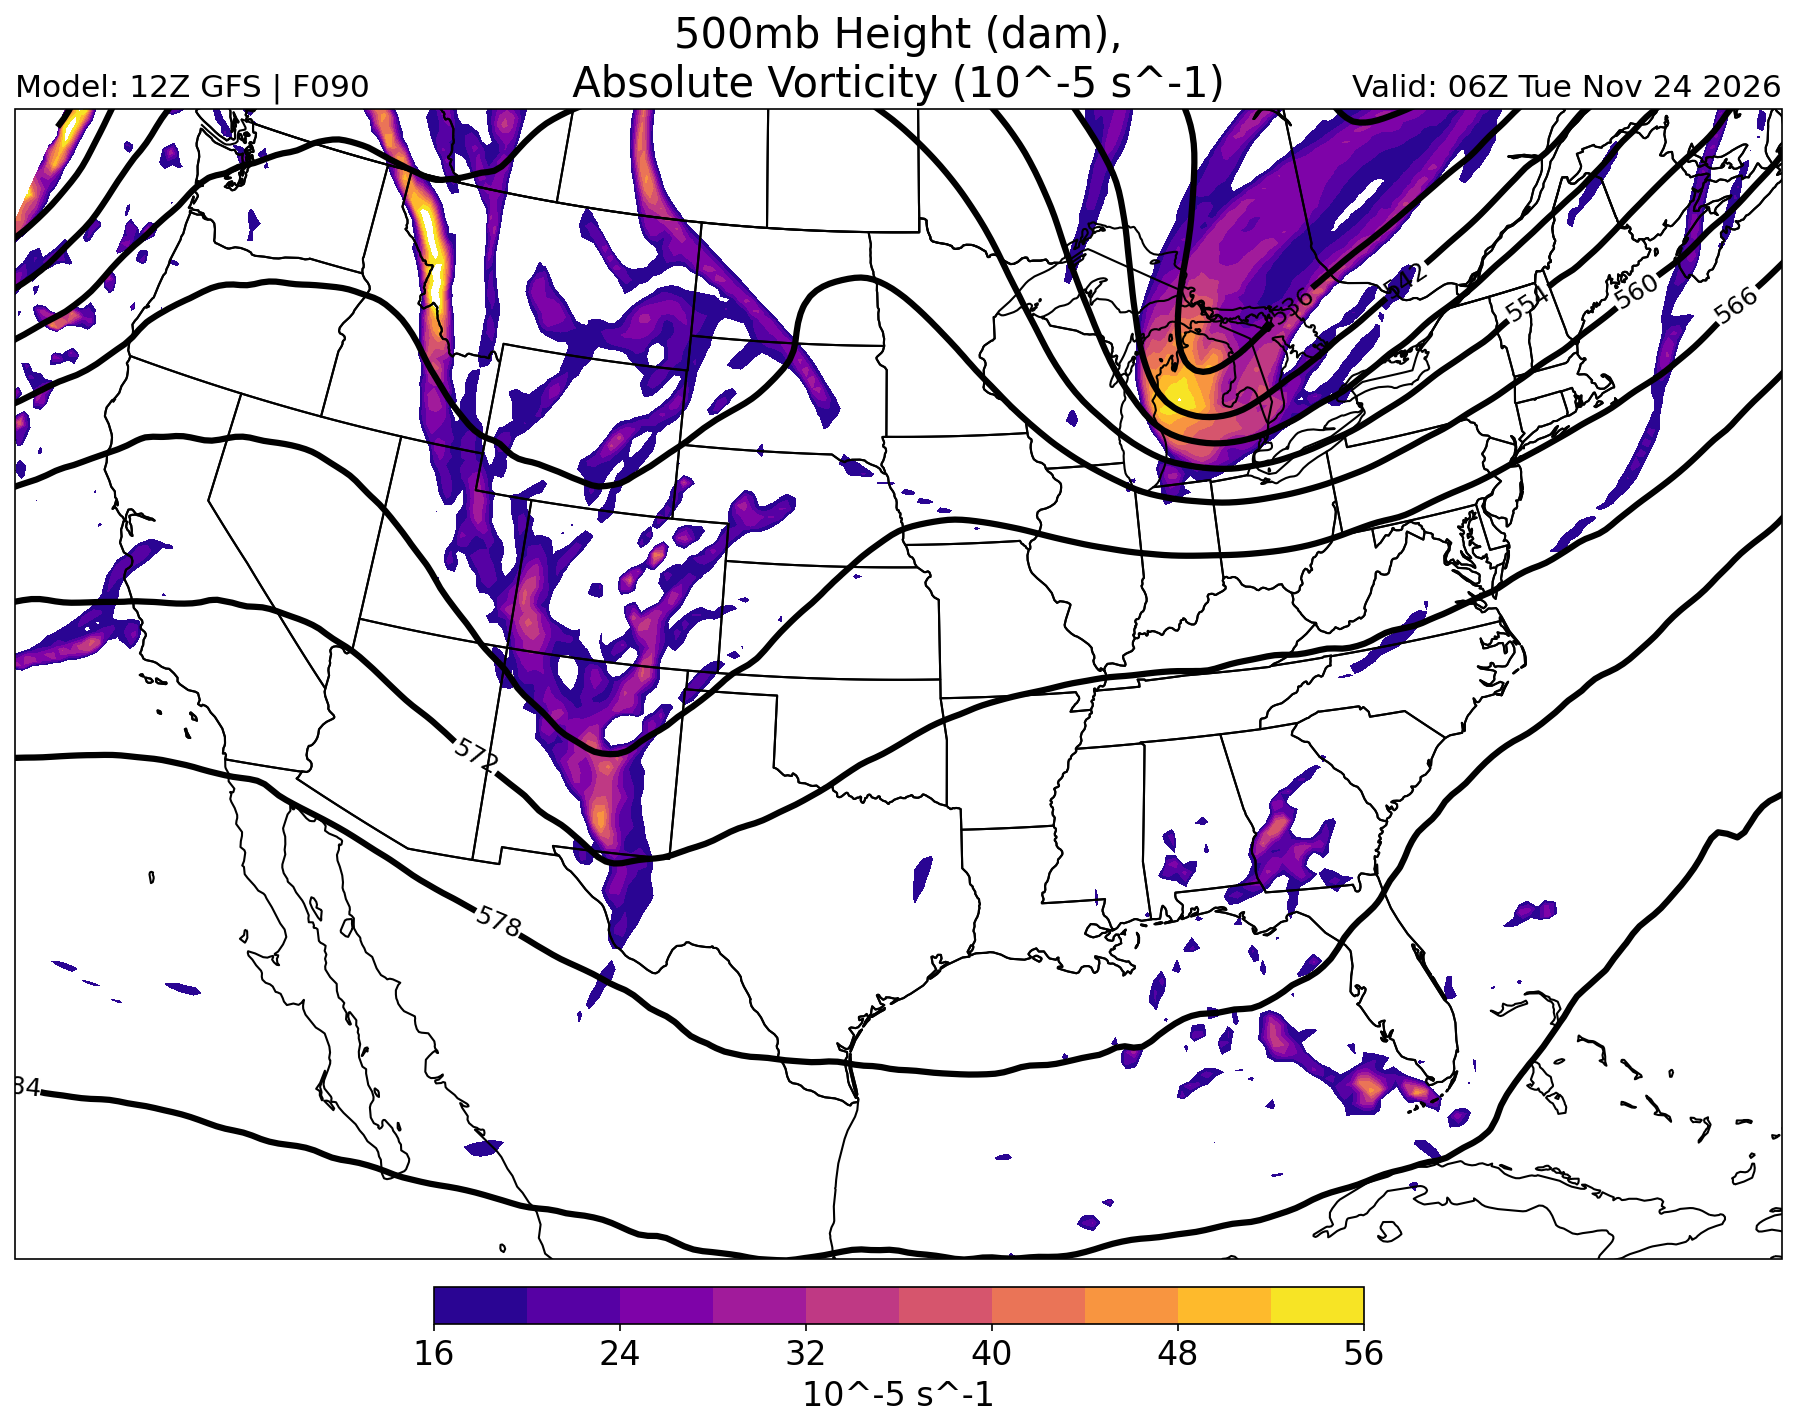 500mb Height (dam),
Model: 12Z GFS | F090
Absolute Vorticity (10^-5 s^-1)
Valid: 06Z Tue Nov 24 2026
536
542
554
560
566
572
578
84
16 24 32 40 48 56
10^-5 s^-1